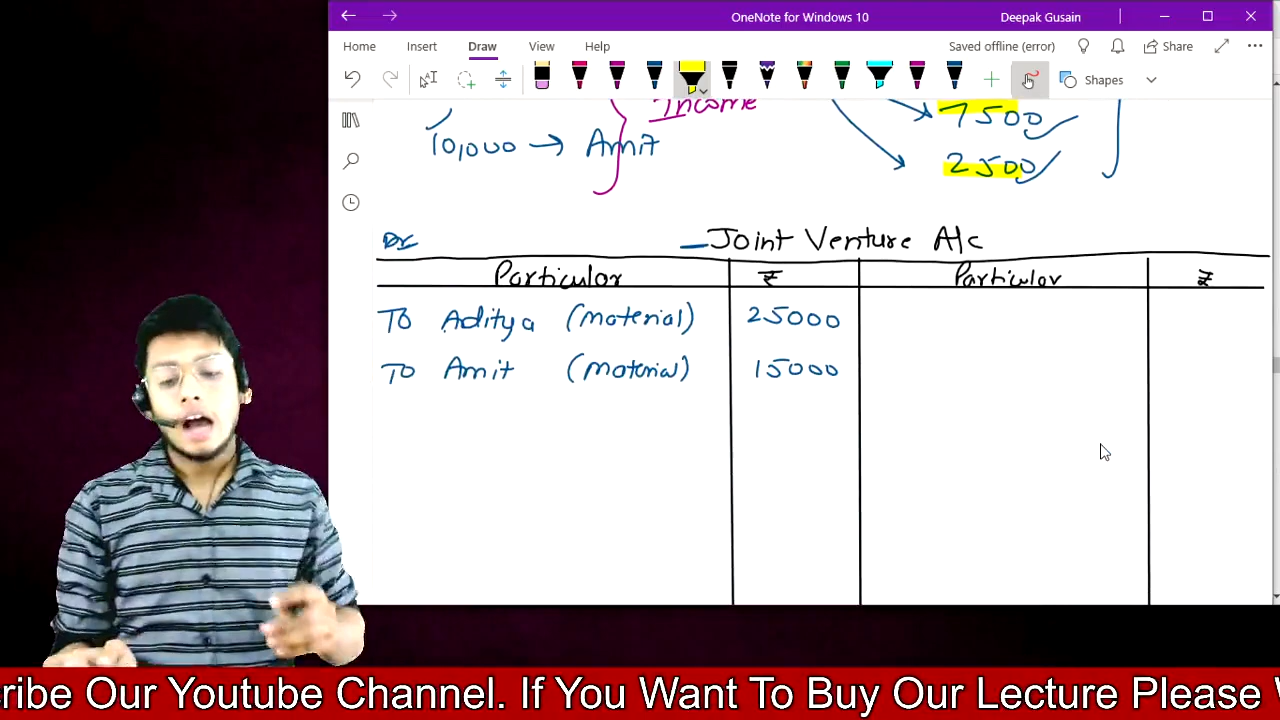 OneNote for Windows 10
Deepak Gusain
Home Insert Draw View Help
Saved offline (error)
Share
Shapes
Income
7500
10,000 → Amit
2500
Dr
Joint Venture A/c
Particular ₹ Particular ₹
To Aditya (material) 25000
To Amit (material) 15000
cribe Our Youtube Channel. If You Want To Buy Our Lecture Please